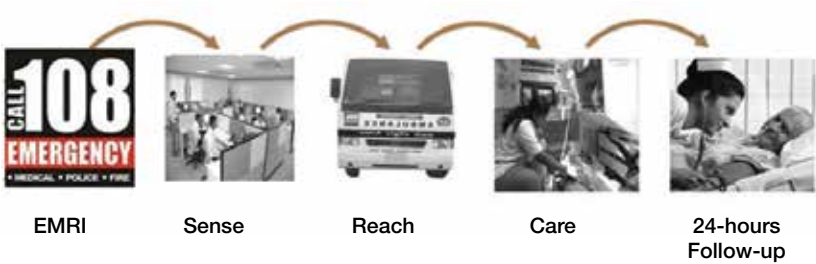 CALL
108
EMERGENCY
• MEDICAL • POLICE • FIRE
EMRI
Sense
Reach
Care
24-hours
Follow-up